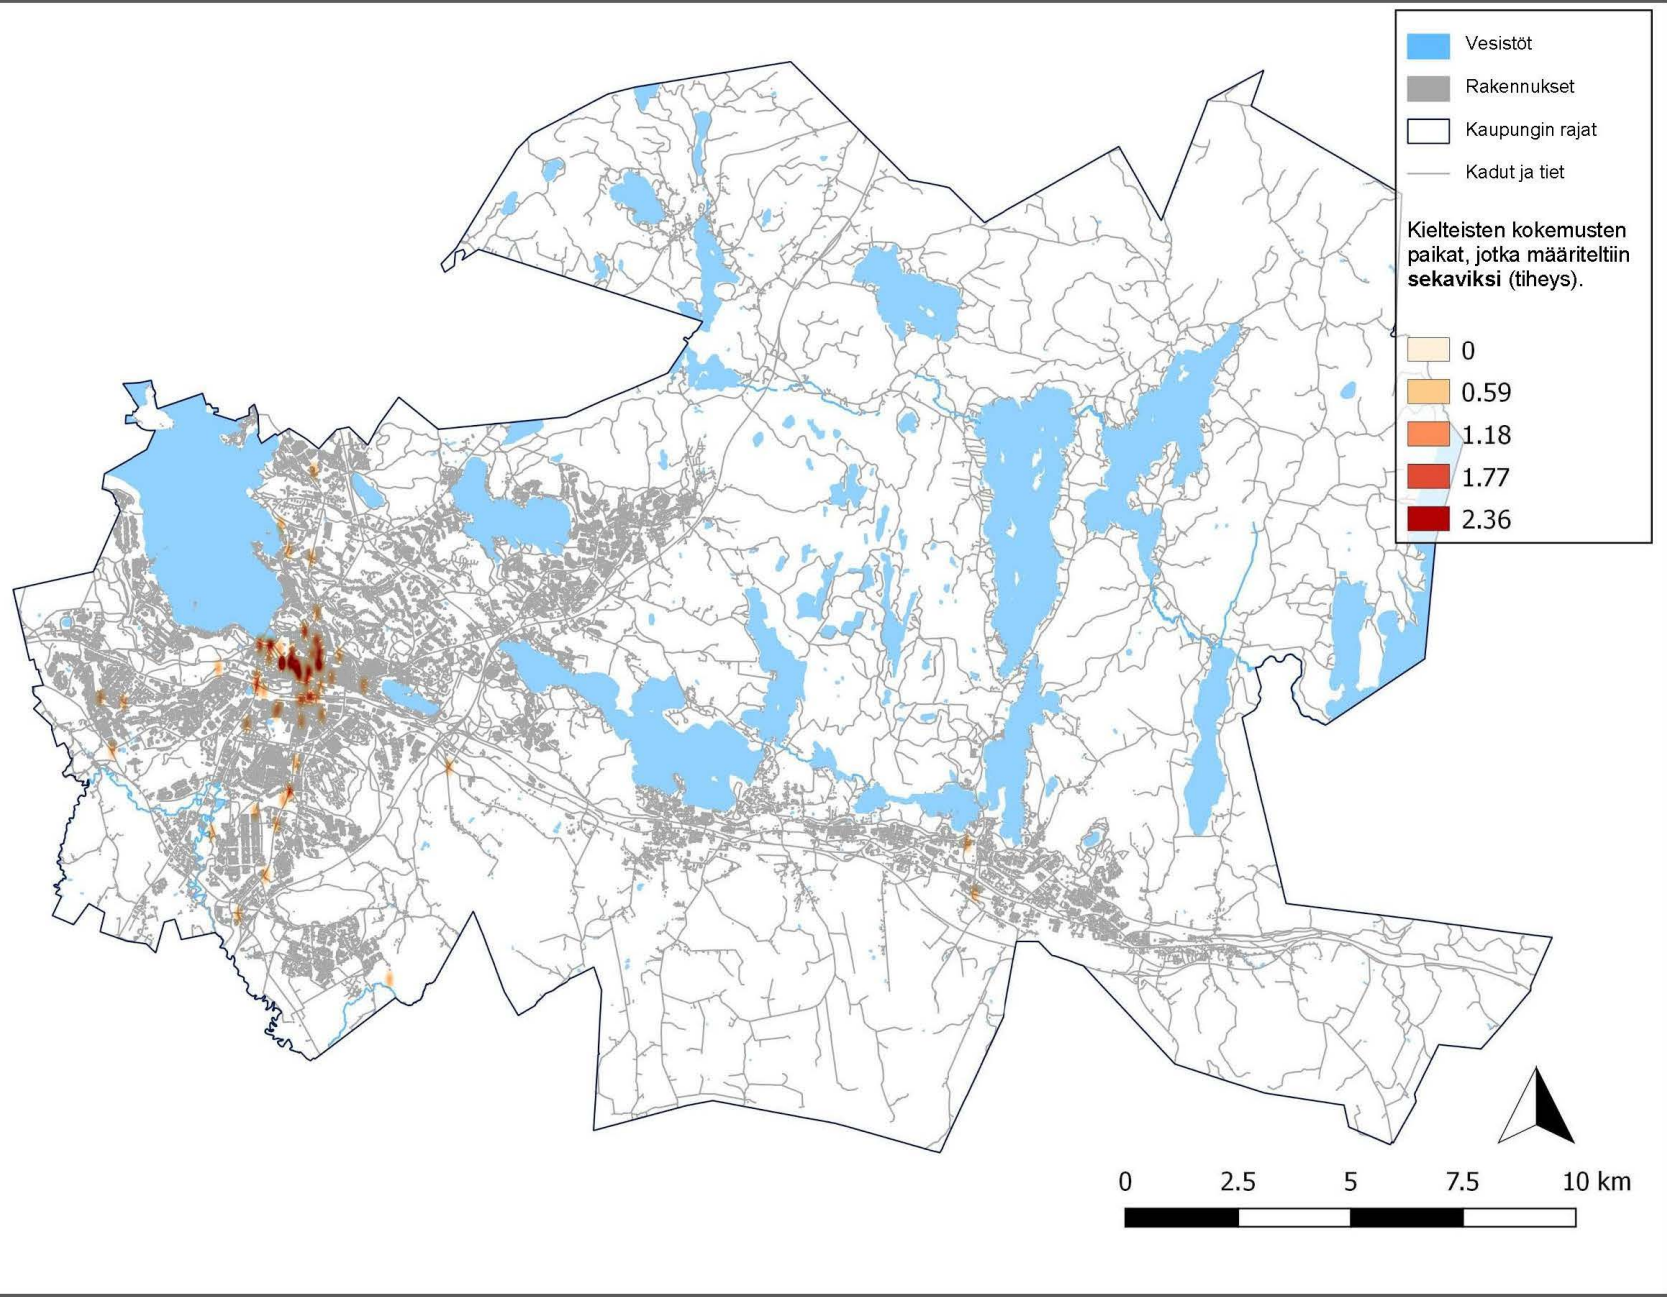 Vesistöt
Rakennukset
Kaupungin rajat
Kadut ja tiet
Kielteisten kokemusten
paikat, jotka määriteltiin
sekaviksi (tiheys).
0
0.59
1.18
1.77
2.36
0 2.5 5 7.5 10 km